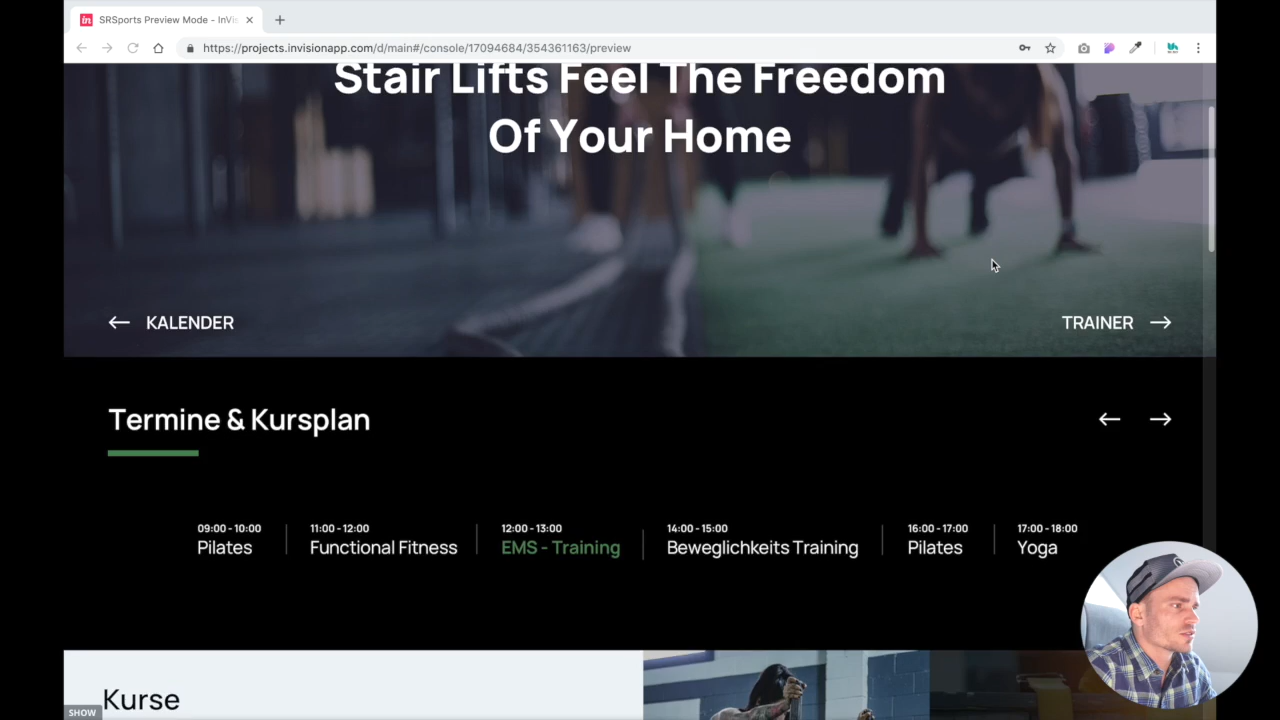 SRSports Preview Mode - InVis
https://projects.invisionapp.com/d/main#/console/17094684/354361163/preview
Stair Lifts Feel The Freedom
Of Your Home
← KALENDER
TRAINER →
Termine & Kursplan
← →
09:00 - 10:00
Pilates
11:00 - 12:00
Functional Fitness
12:00 - 13:00
EMS - Training
14:00 - 15:00
Beweglichkeits Training
16:00 - 17:00
Pilates
17:00 - 18:00
Yoga
Kurse
SHOW